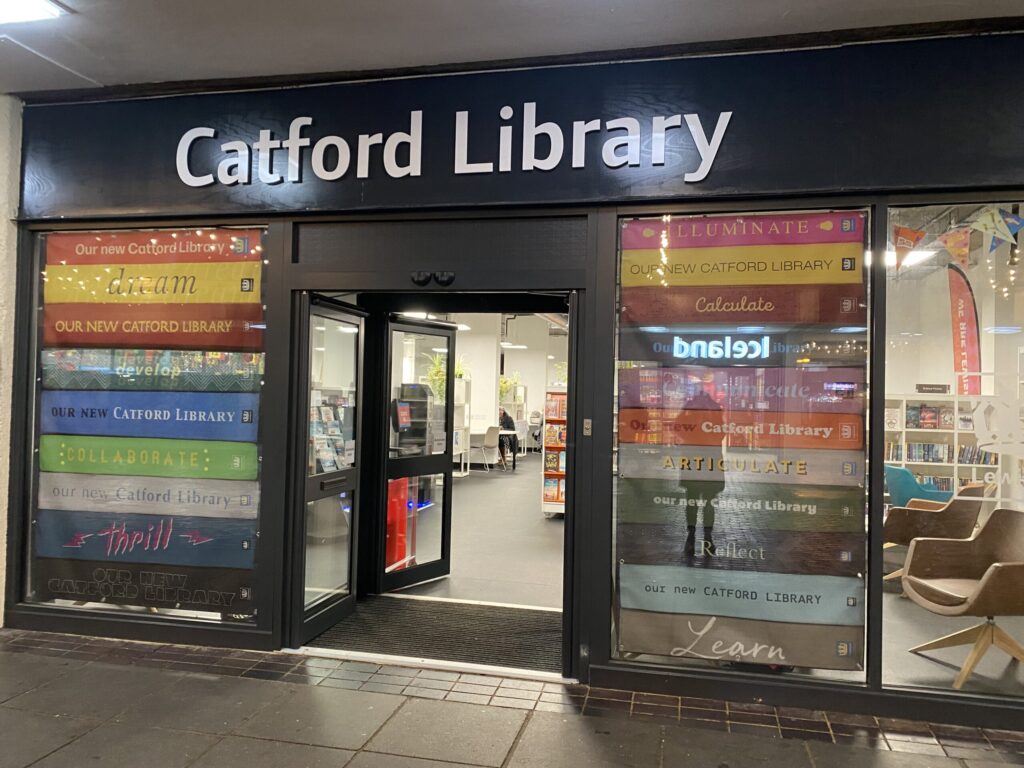 Catford Library
Our new Catford Library
dream
OUR NEW CATFORD LIBRARY
develop
OUR NEW CATFORD LIBRARY
COLLABORATE
our new Catford Library
thrill
OUR NEW CATFORD LIBRARY
ILLUMINATE
OUR NEW CATFORD LIBRARY
Calculate
Iceland
Our new Catford Library
ARTICULATE
our new Catford Library
Reflect
our new CATFORD LIBRARY
Learn
WE ARE